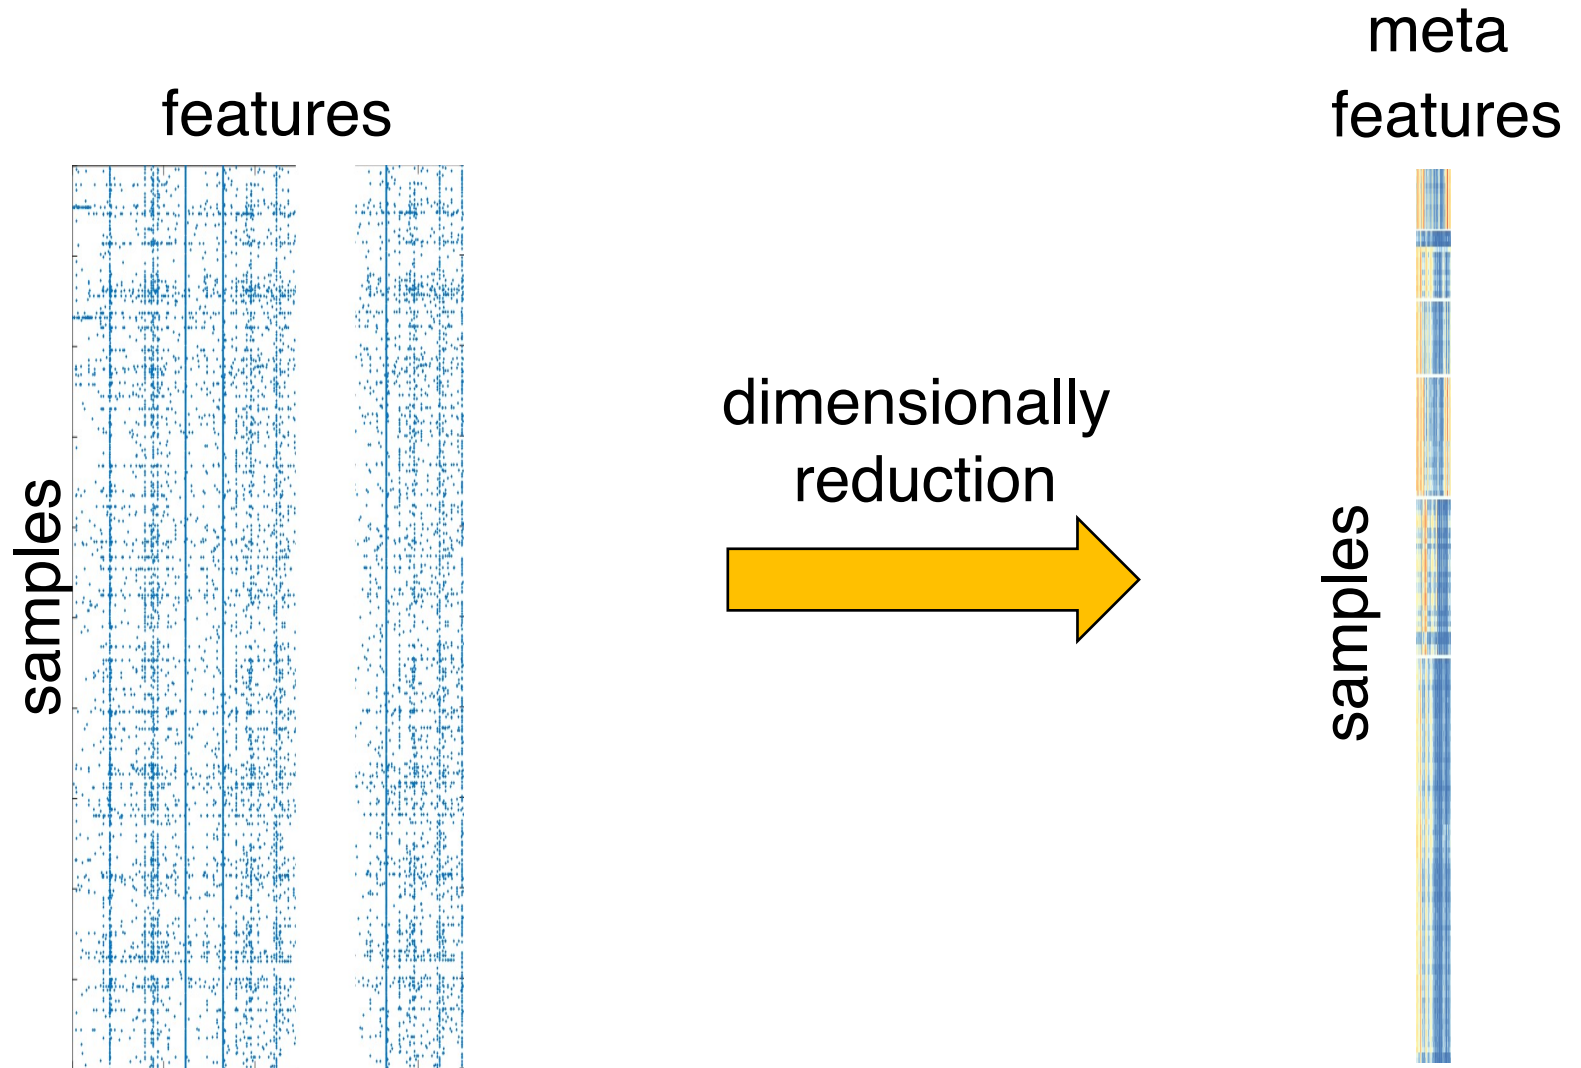 features
samples
dimensionally
reduction
meta
features
samples